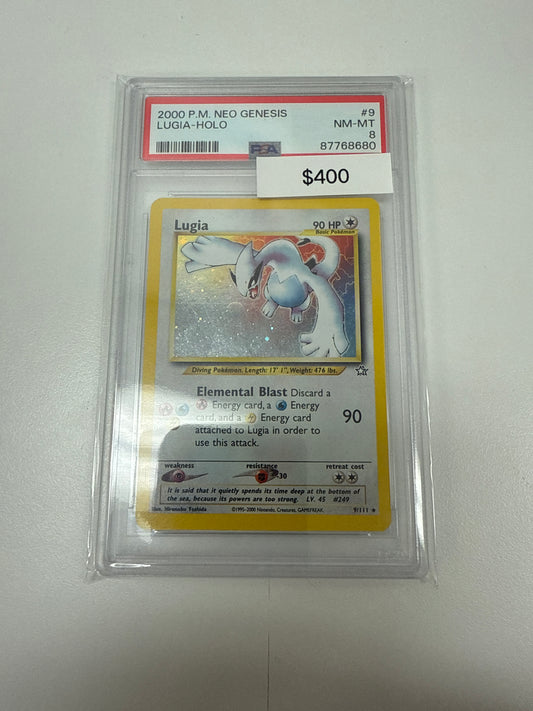 2000 P.M. NEO GENESIS #9
LUGIA-HOLO NM-MT
8
PSA 87768680
$400
Lugia 90 HP
Basic Pokémon
Diving Pokémon. Length: 17' 1", Weight: 476 lbs.
Elemental Blast Discard a
Energy card, a Energy
card, and a Energy card 90
attached to Lugia in order to
use this attack.
weakness resistance retreat cost
-30
It is said that it quietly spends its time deep at the bottom of
the sea, because its powers are too strong. LV. 45 #249
Illus. Hironobu Yoshida ©1995-2000 Nintendo, Creatures, GAMEFREAK. 9/111 ★